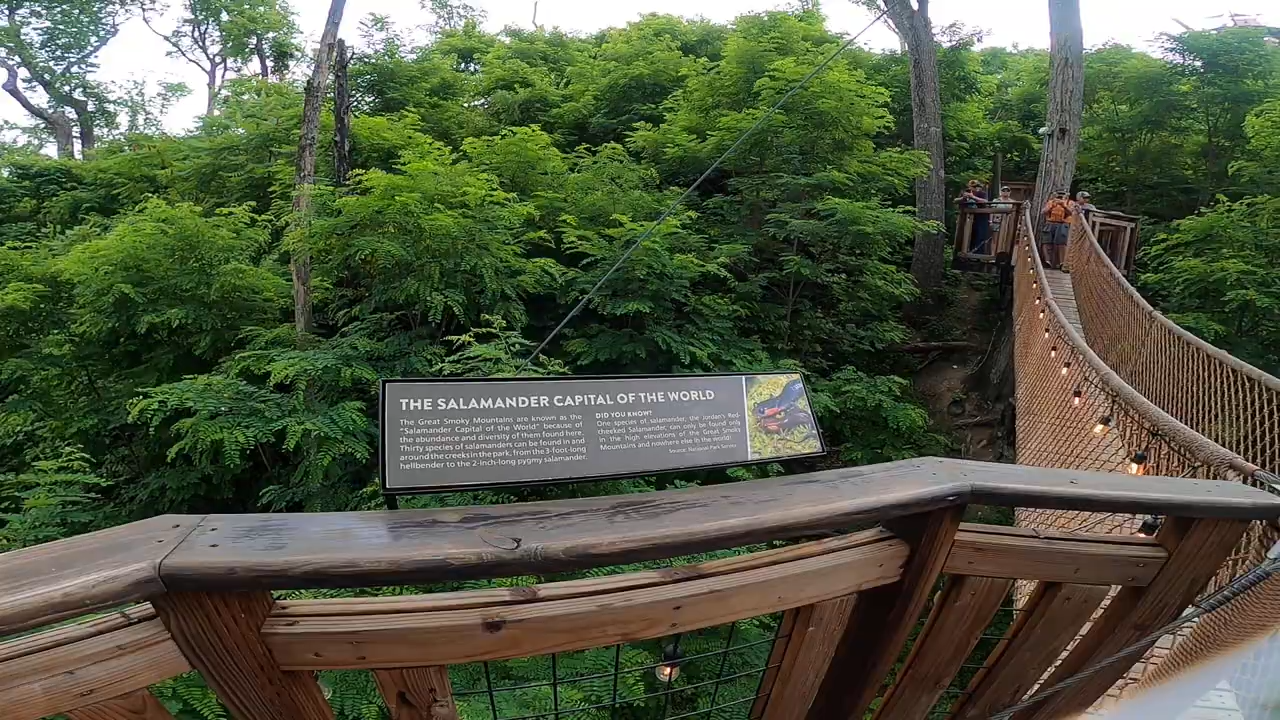 THE SALAMANDER CAPITAL OF THE WORLD
The Great Smoky Mountains are known as the
"Salamander Capital of the World" because of
the abundance and diversity of them found here.
Thirty species of salamanders can be found in and
around the creeks in the park; from the 3-foot-long
hellbender to the 2-inch-long pygmy salamander.
DID YOU KNOW?
One species of salamander, the Jordan's Red-
cheeked Salamander, can only be found only
in the high elevations of the Great Smoky
Mountains and nowhere else in the world!
Source: National Park Service